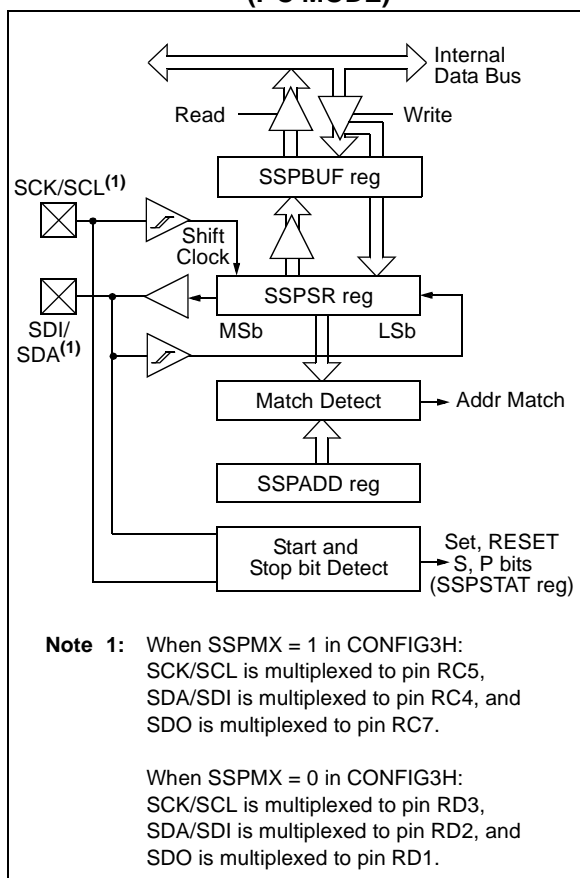 Internal
Data Bus
Read
Write
SSPBUF reg
SCK/SCL(1)
Shift
Clock
SSPSR reg
MSb
LSb
SDI/
SDA(1)
Match Detect
Addr Match
SSPADD reg
Start and
Stop bit Detect
Set, RESET
S, P bits
(SSPSTAT reg)
Note 1: When SSPMX = 1 in CONFIG3H:
SCK/SCL is multiplexed to pin RC5,
SDA/SDI is multiplexed to pin RC4, and
SDO is multiplexed to pin RC7.
When SSPMX = 0 in CONFIG3H:
SCK/SCL is multiplexed to pin RD3,
SDA/SDI is multiplexed to pin RD2, and
SDO is multiplexed to pin RD1.